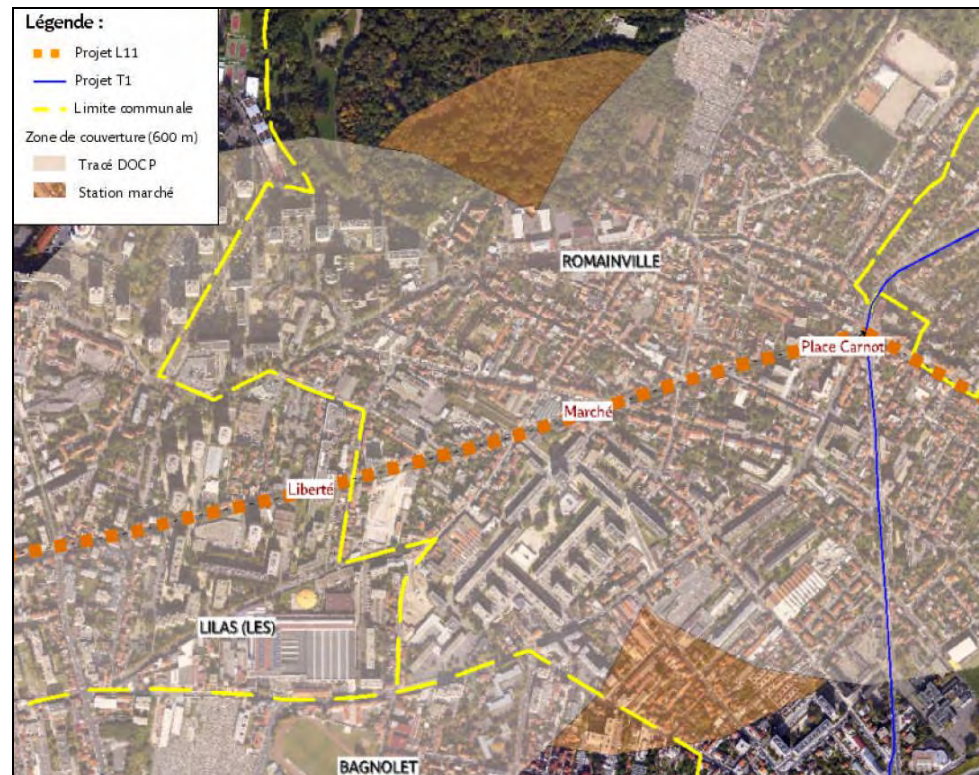 Légende :
Projet L11
Projet T1
Limite communale
Zone de couverture (600 m)
Tracé DOCP
Station marché
ROMAINVILLE
Place Carnot
Marché
Liberté
LILAS (LES)
BAGNOLET